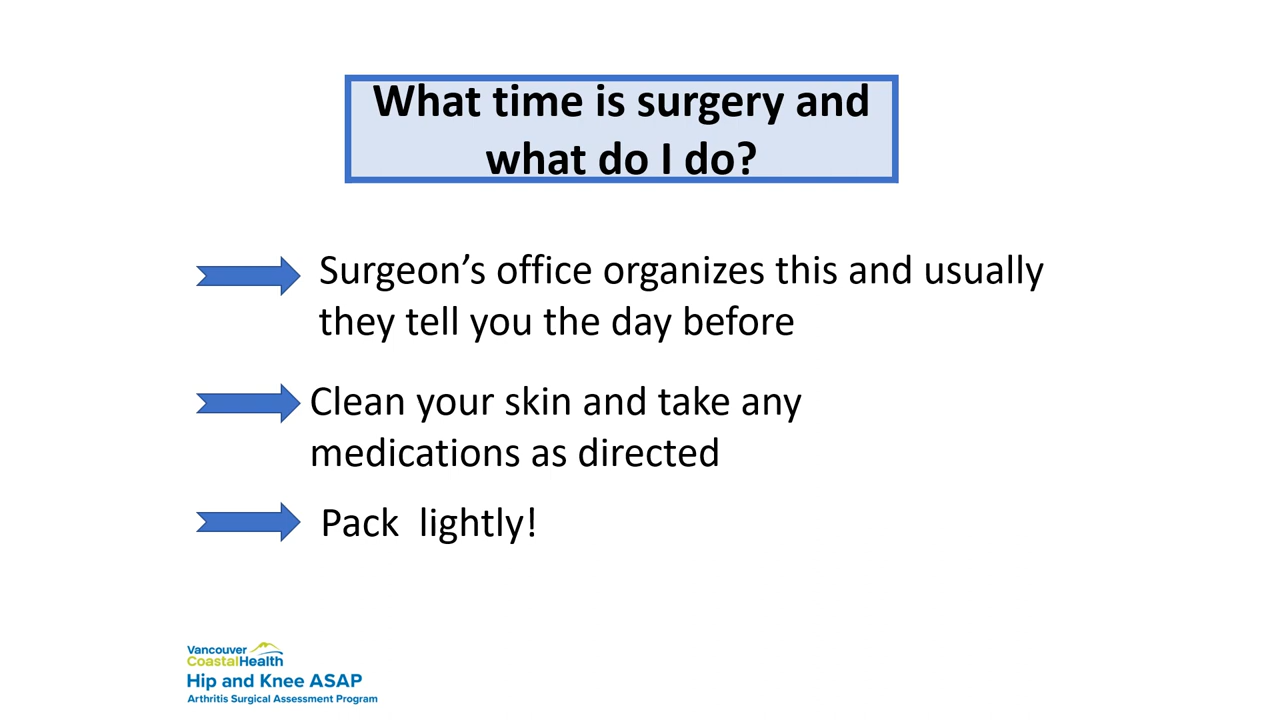 What time is surgery and
what do I do?
Surgeon’s office organizes this and usually
they tell you the day before
Clean your skin and take any
medications as directed
Pack  lightly!
Vancouver
CoastalHealth
Hip and Knee ASAP
Arthritis Surgical Assessment Program